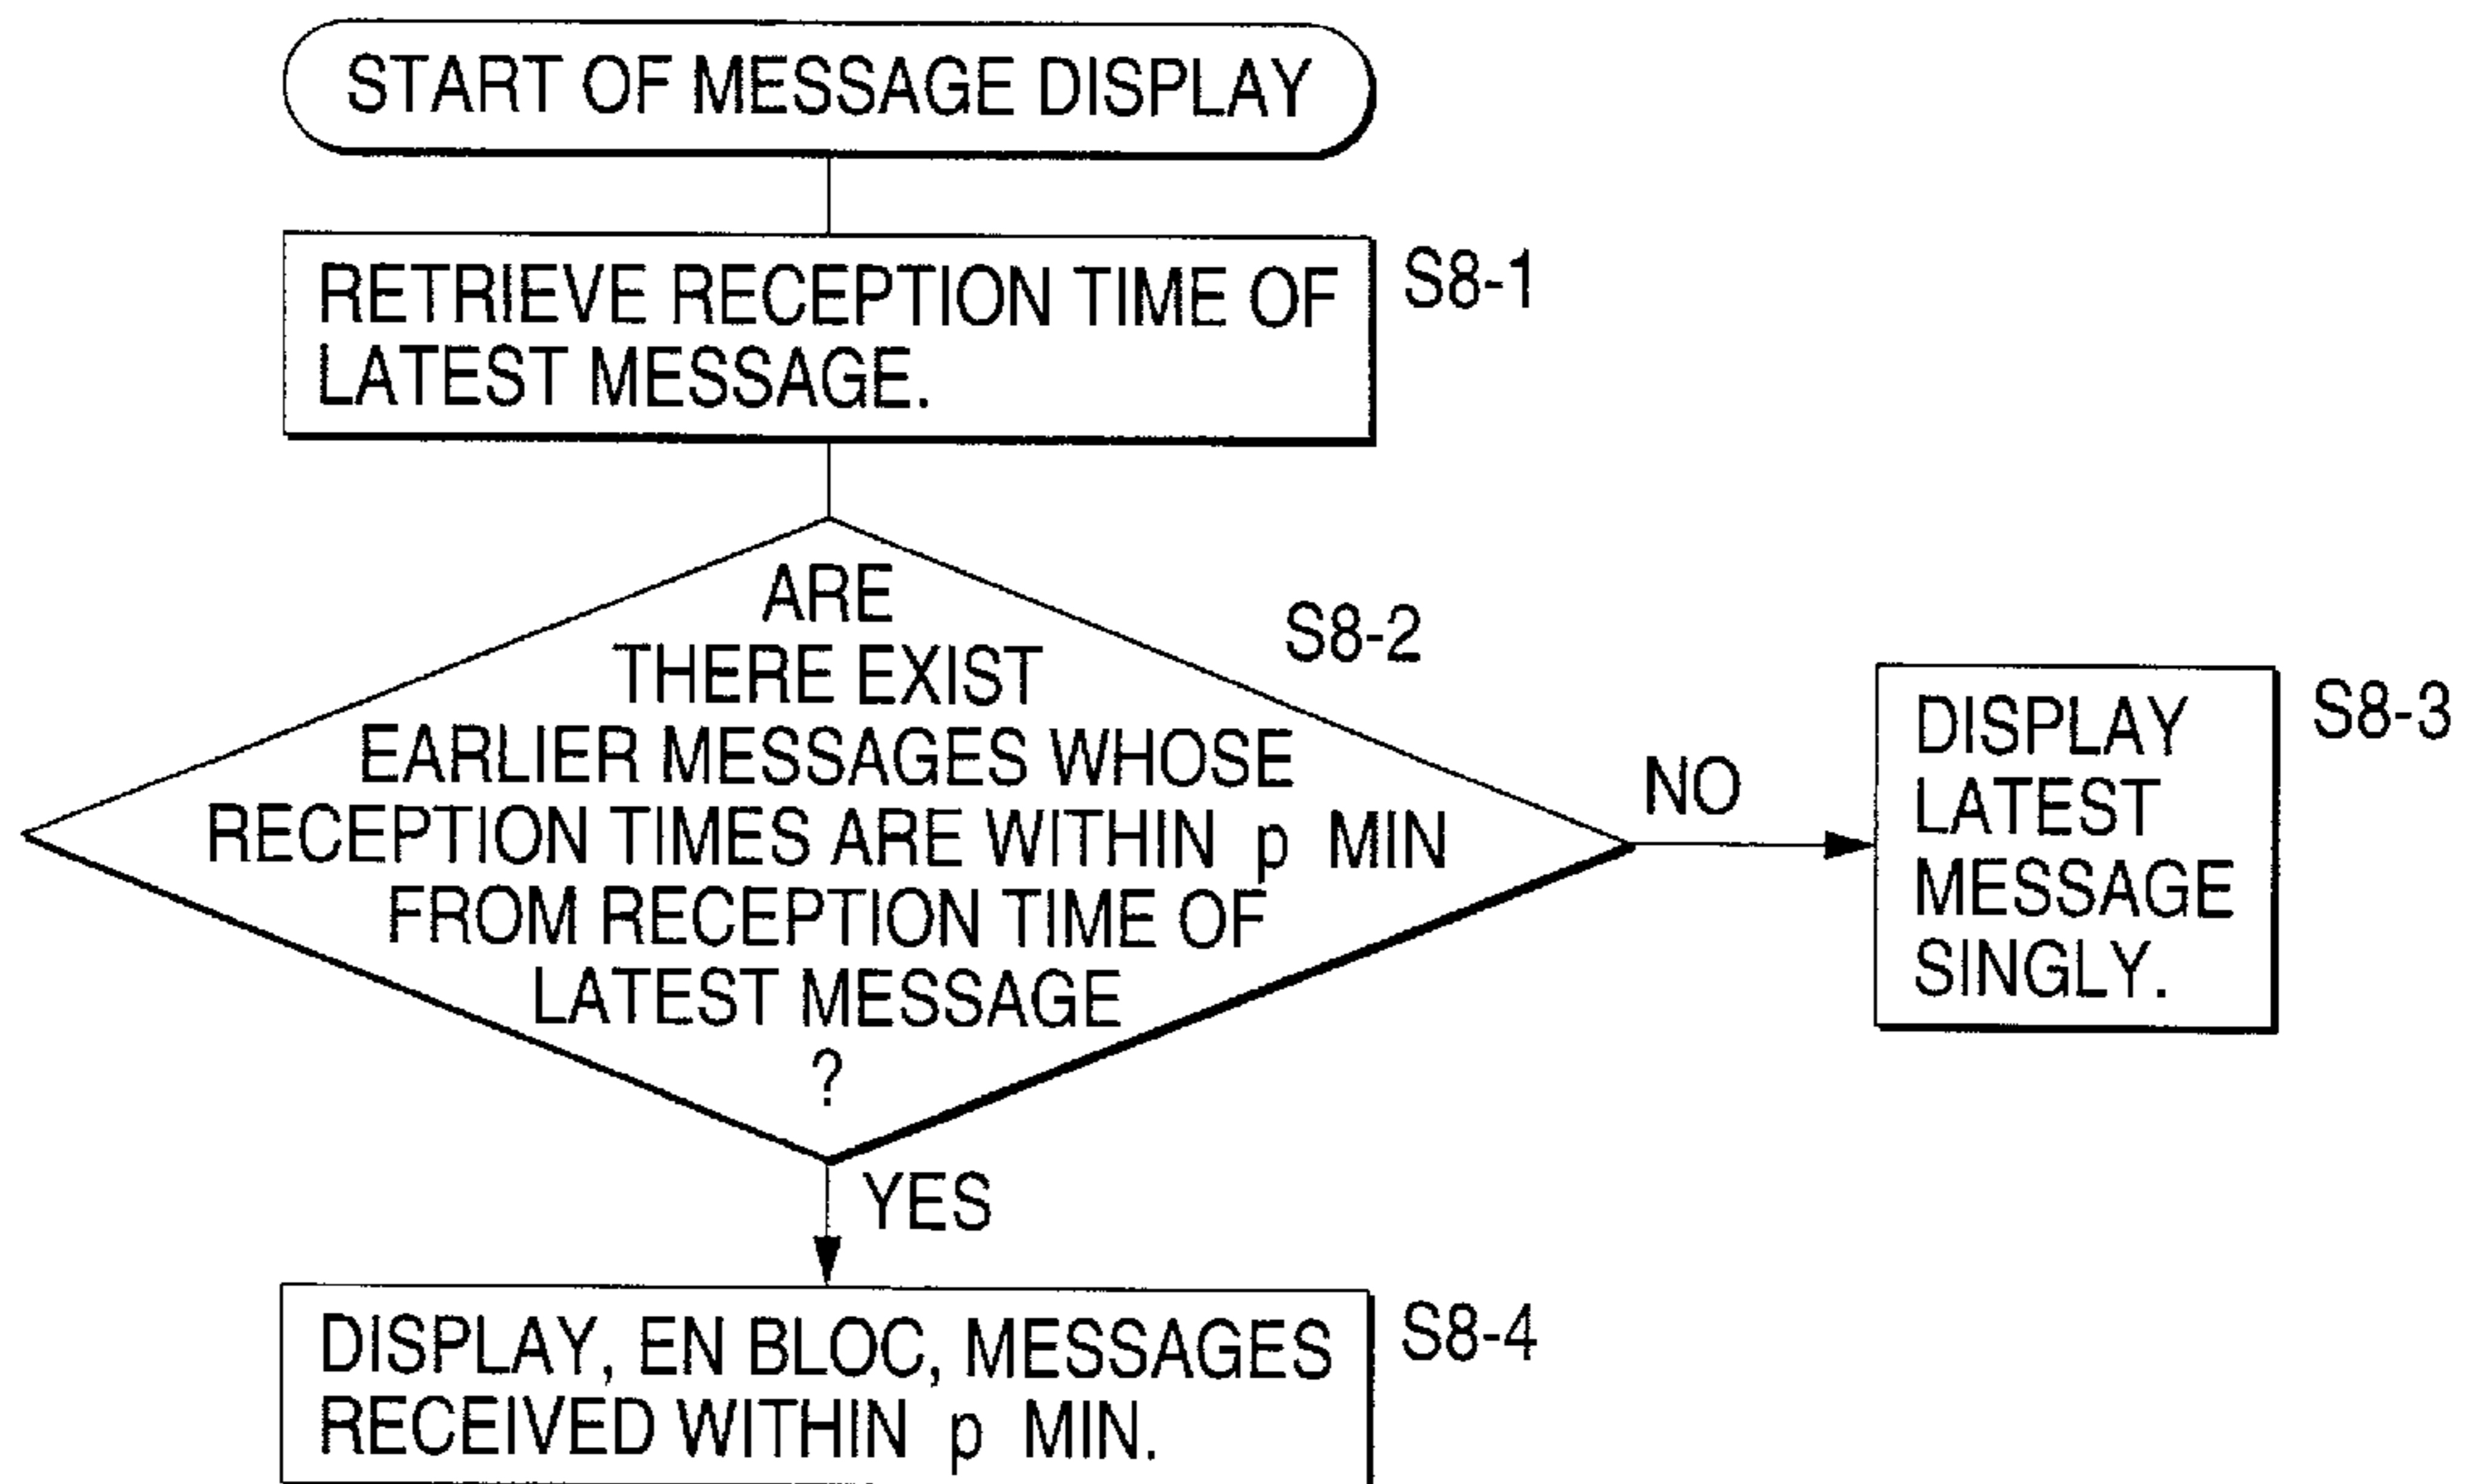 START OF MESSAGE DISPLAY
RETRIEVE RECEPTION TIME OF
LATEST MESSAGE.
S8-1
ARE
THERE EXIST
EARLIER MESSAGES WHOSE
RECEPTION TIMES ARE WITHIN p MIN
FROM RECEPTION TIME OF
LATEST MESSAGE
?
S8-2
NO
DISPLAY
LATEST
MESSAGE
SINGLY.
S8-3
YES
DISPLAY, EN BLOC, MESSAGES
RECEIVED WITHIN p MIN.
S8-4